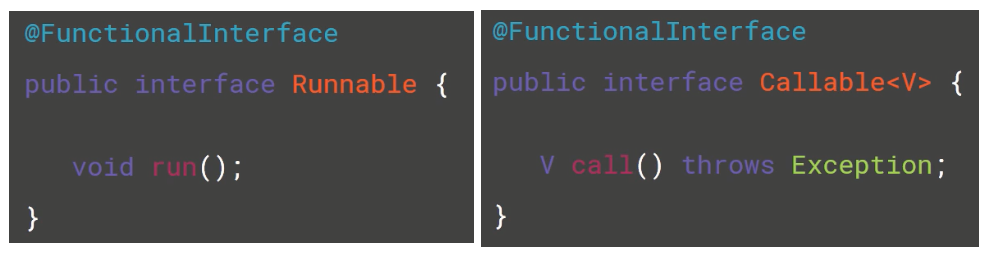 @FunctionalInterface
public interface Runnable {
void run();
}
@FunctionalInterface
public interface Callable<V> {
V call() throws Exception;
}